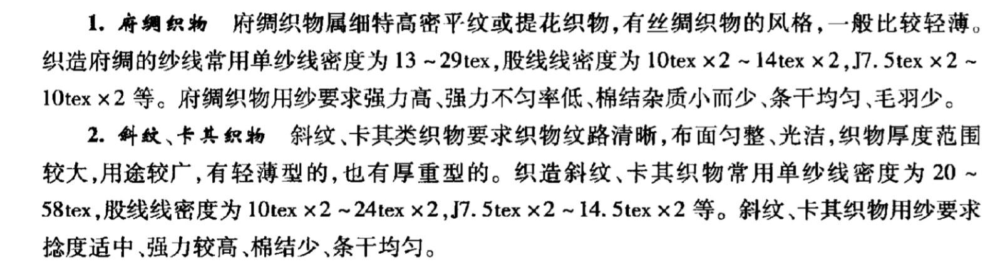 1. 府绸织物 府绸织物属细特高密平纹或提花织物,有丝绸织物的风格,一般比较轻薄。
织造府绸的纱线常用单纱线密度为 13 ~29tex,股线线密度为 10tex ×2 ~ 14tex ×2,J7. 5tex ×2 ~
10tex ×2 等。府绸织物用纱要求强力高、强力不匀率低、棉结杂质小而少、条干均匀、毛羽少。
2. 斜纹、卡其织物 斜纹、卡其类织物要求织物纹路清晰,布面匀整、光洁,织物厚度范围
较大,用途较广,有轻薄型的,也有厚重型的。织造斜纹、卡其织物常用单纱线密度为 20 ~
58tex,股线线密度为 10tex ×2 ~24tex ×2,J7. 5tex ×2 ~ 14. 5tex ×2 等。斜纹、卡其织物用纱要求
捻度适中、强力较高、棉结少、条干均匀。